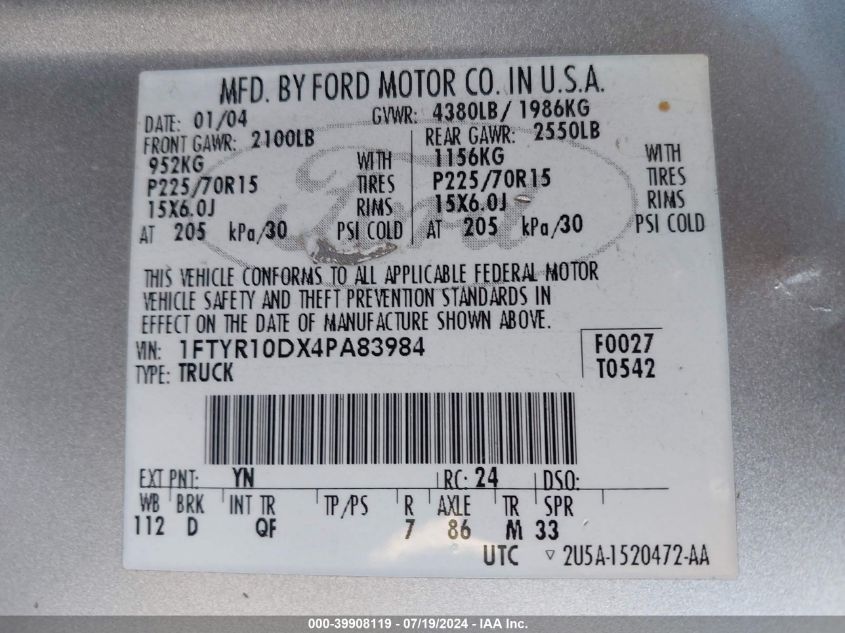 MFD. BY FORD MOTOR CO. IN U.S.A.
DATE: 01/04 GVWR: 4380LB/ 1986KG
FRONT GAWR: 2100LB REAR GAWR: 2550LB
952KG WITH 1156KG WITH
P225/70R15 TIRES P225/70R15 TIRES
15X6.0J RIMS 15X6.0J RIMS
AT 205 kPa/30 PSI COLD AT 205 kPa/30 PSI COLD
Ford
THIS VEHICLE CONFORMS TO ALL APPLICABLE FEDERAL MOTOR
VEHICLE SAFETY AND THEFT PREVENTION STANDARDS IN
EFFECT ON THE DATE OF MANUFACTURE SHOWN ABOVE.
VIN: 1FTYR10DX4PA83984 F0027
TYPE: TRUCK T0542
EXT PNT: YN RC: 24 DSO:
WB BRK INT TR TP/PS R AXLE TR SPR
112 D QF 7 86 M 33
UTC ▽ 2U5A-1520472-AA
000-39908119 - 07/19/2024 - IAA Inc.